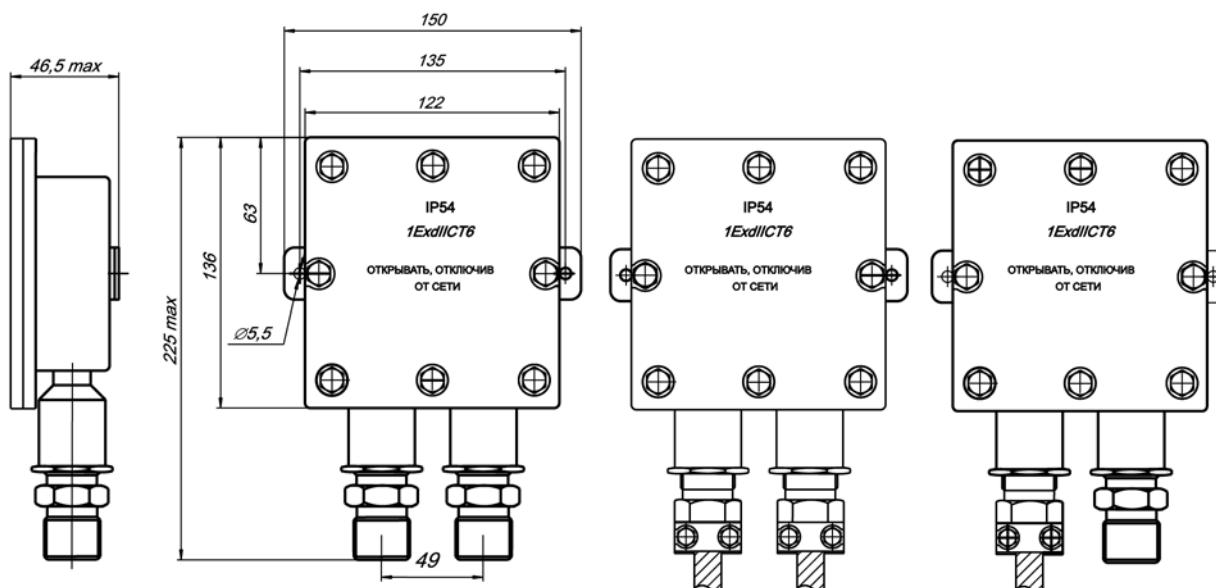 150
46,5 max
135
122
IP54
1ExdIICT6
ОТКРЫВАТЬ, ОТКЛЮЧИВ
ОТ СЕТИ
63
136
225 max
⌀5,5
49
IP54
1ExdIICT6
ОТКРЫВАТЬ, ОТКЛЮЧИВ
ОТ СЕТИ
IP54
1ExdIICT6
ОТКРЫВАТЬ, ОТКЛЮЧИВ
ОТ СЕТИ